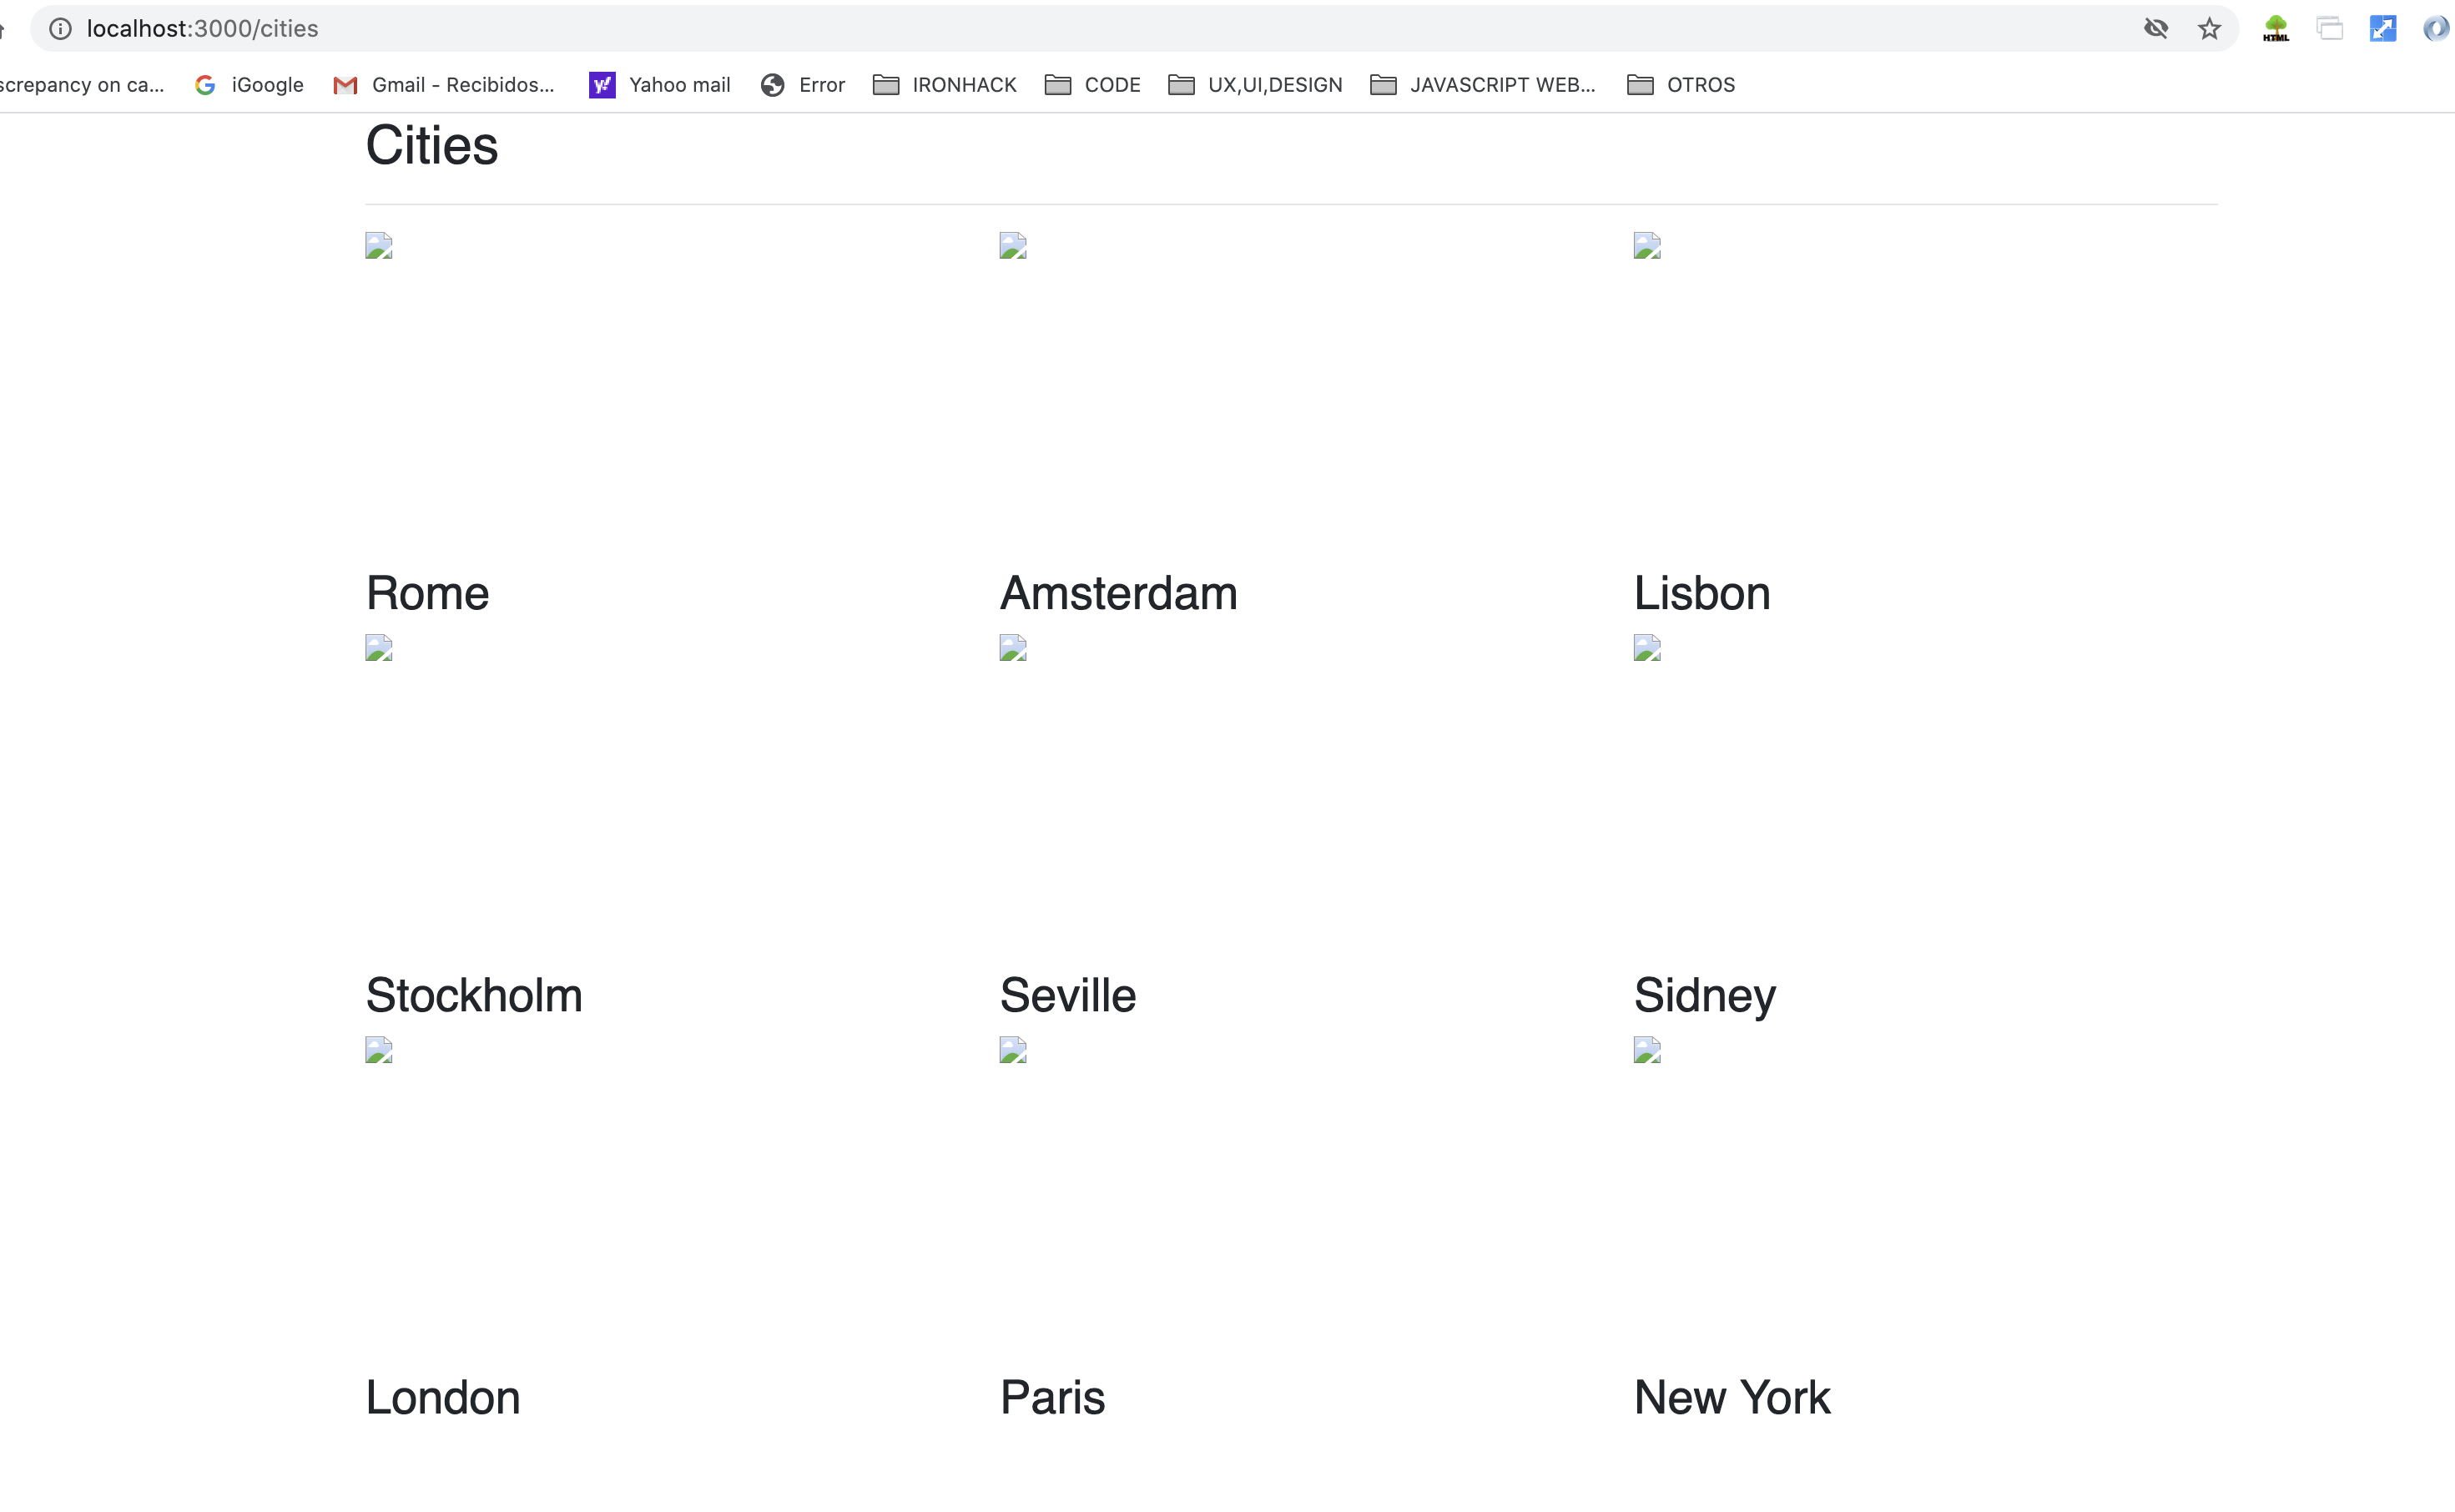 localhost:3000/cities
HTML
screpancy on ca... iGoogle Gmail - Recibidos... Yahoo mail Error IRONHACK CODE UX,UI,DESIGN JAVASCRIPT WEB... OTROS
Cities
Rome Amsterdam Lisbon
Stockholm Seville Sidney
London Paris New York